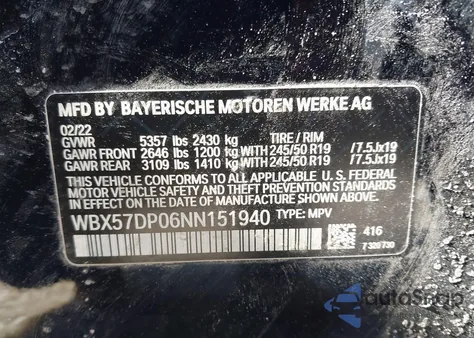 MFD BY BAYERISCHE MOTOREN WERKE AG
02/22
GVWR 5357 lbs 2430 kg TIRE / RIM
GAWR FRONT 2646 lbs 1200 kg WITH 245/50 R19 /7.5Jx19
GAWR REAR 3109 lbs 1410 kg WITH 245/50 R19 /7.5Jx19
THIS VEHICLE CONFORMS TO ALL APPLICABLE U. S. FEDERAL
MOTOR VEHICLE SAFETY AND THEFT PREVENTION STANDARDS
IN EFFECT ON THE DATE OF MANUFACTURE SHOWN ABOVE.
WBX57DP06NN151940 TYPE: MPV
416
7 320 730
AutoSnap